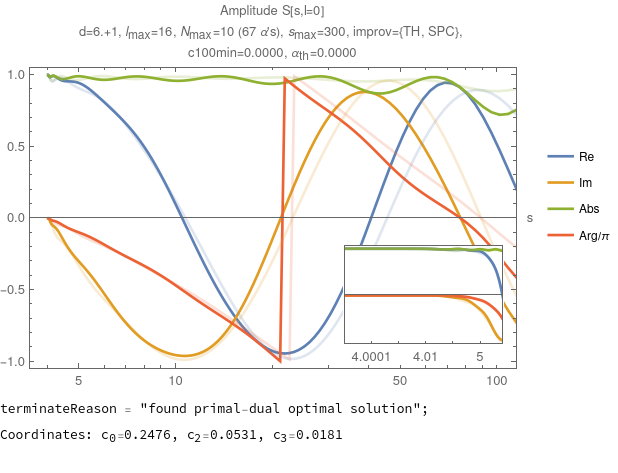 Amplitude S[s,l=0]
d=6.+1, lmax=16, Nmax=10 (67 α's), smax=300, improv={TH, SPC},
c100min=0.0000, αth=0.0000
1.0
0.5
0.0
−0.5
−1.0
5
10
50
100
s
Re
Im
Abs
Arg/π
4.0001
4.01
5
terminateReason = "found primal-dual optimal solution";
Coordinates: c0=0.2476, c2=0.0531, c3=0.0181